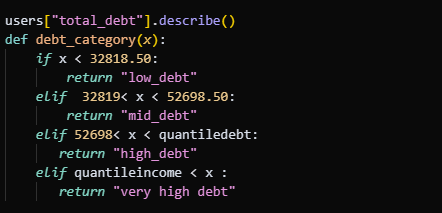 users["total_debt"].describe()
def debt_category(x):
    if x < 32818.50:
        return "low_debt"
    elif  32819< x < 52698.50:
        return "mid_debt"
    elif 52698< x < quantiledebt:
       return "high_debt"
    elif quantileincome < x :
       return "very high debt"